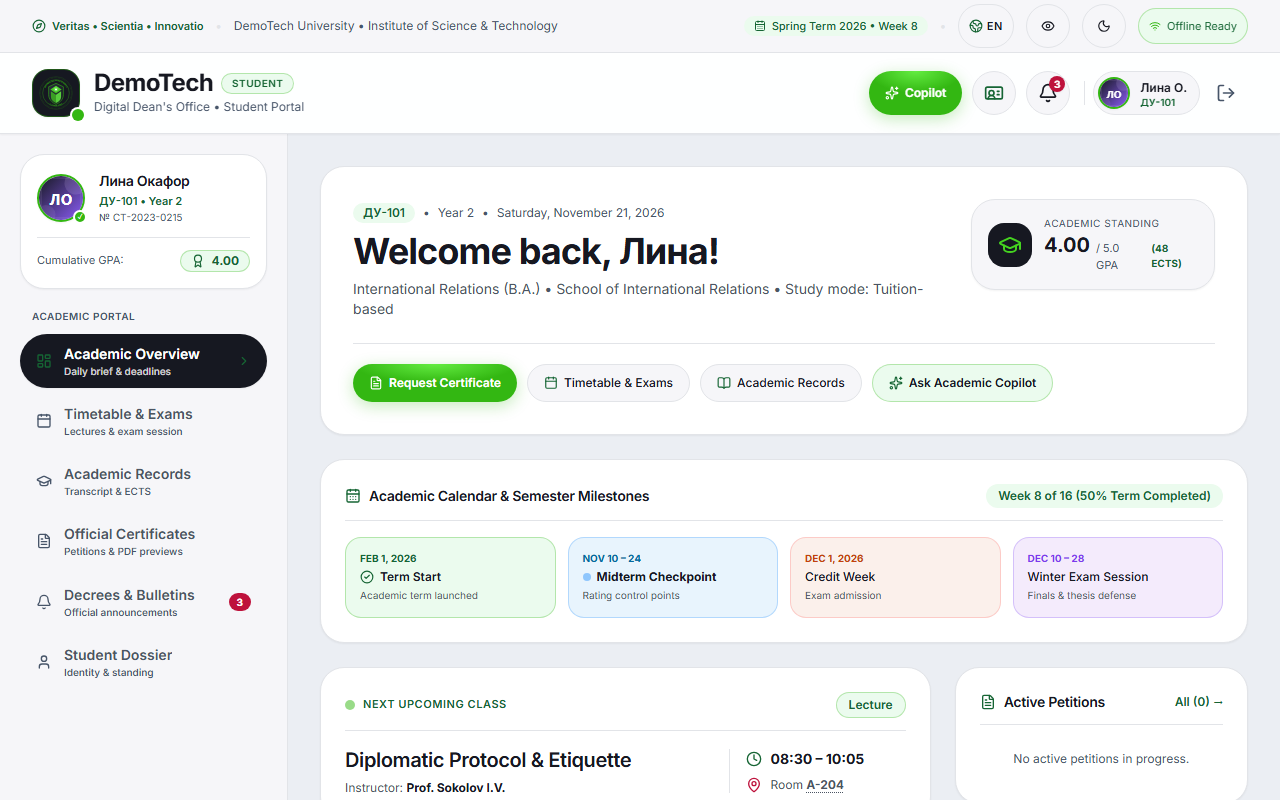 Veritas • Scientia • Innovatio • DemoTech University • Institute of Science & Technology
Spring Term 2026 • Week 8 • EN Offline Ready
DemoTech STUDENT
Digital Dean's Office • Student Portal
Copilot 3 ЛО Лина О. ДУ-101
ЛО Лина Окафор
ДУ-101 • Year 2
№ CT-2023-0215
Cumulative GPA: 4.00
ACADEMIC PORTAL
Academic Overview
Daily brief & deadlines
Timetable & Exams
Lectures & exam session
Academic Records
Transcript & ECTS
Official Certificates
Petitions & PDF previews
Decrees & Bulletins 3
Official announcements
Student Dossier
Identity & standing
ДУ-101 • Year 2 • Saturday, November 21, 2026
Welcome back, Лина!
International Relations (B.A.) • School of International Relations • Study mode: Tuition-
based
ACADEMIC STANDING
4.00 / 5.0 GPA (48 ECTS)
Request Certificate Timetable & Exams Academic Records Ask Academic Copilot
Academic Calendar & Semester Milestones Week 8 of 16 (50% Term Completed)
FEB 1, 2026
Term Start
Academic term launched
NOV 10 – 24
Midterm Checkpoint
Rating control points
DEC 1, 2026
Credit Week
Exam admission
DEC 10 – 28
Winter Exam Session
Finals & thesis defense
NEXT UPCOMING CLASS Lecture
Diplomatic Protocol & Etiquette
Instructor: Prof. Sokolov I.V.
08:30 – 10:05
Room A-204
Active Petitions All (0) →
No active petitions in progress.